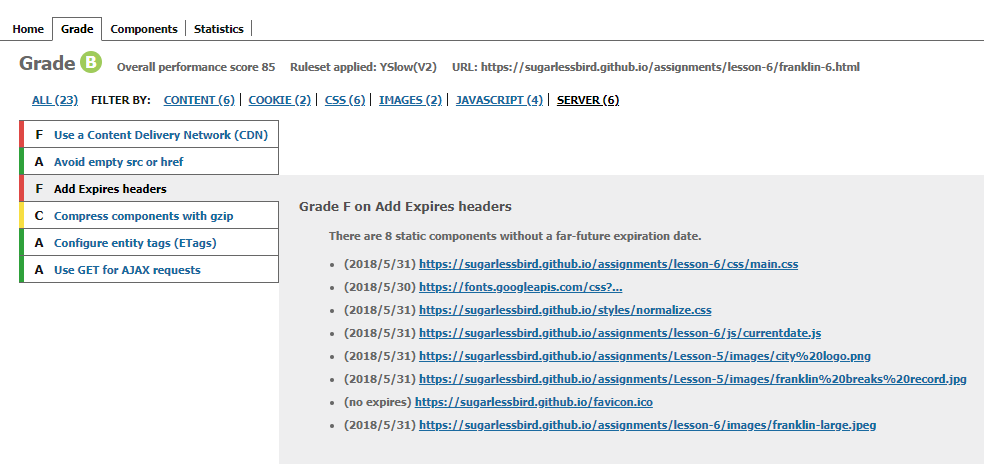 Home Grade Components Statistics
Grade B Overall performance score 85 Ruleset applied: YSlow(V2) URL: https://sugarlessbird.github.io/assignments/lesson-6/franklin-6.html
ALL (23) FILTER BY: CONTENT (6) COOKIE (2) CSS (6) IMAGES (2) JAVASCRIPT (4) SERVER (6)
F Use a Content Delivery Network (CDN)
A Avoid empty src or href
F Add Expires headers
C Compress components with gzip
A Configure entity tags (ETags)
A Use GET for AJAX requests
Grade F on Add Expires headers
There are 8 static components without a far-future expiration date.
• (2018/5/31) https://sugarlessbird.github.io/assignments/lesson-6/css/main.css
• (2018/5/30) https://fonts.googleapis.com/css?...
• (2018/5/31) https://sugarlessbird.github.io/styles/normalize.css
• (2018/5/31) https://sugarlessbird.github.io/assignments/lesson-6/js/currentdate.js
• (2018/5/31) https://sugarlessbird.github.io/assignments/Lesson-5/images/city%20logo.png
• (2018/5/31) https://sugarlessbird.github.io/assignments/Lesson-5/images/franklin%20breaks%20record.jpg
• (no expires) https://sugarlessbird.github.io/favicon.ico
• (2018/5/31) https://sugarlessbird.github.io/assignments/lesson-6/images/franklin-large.jpeg